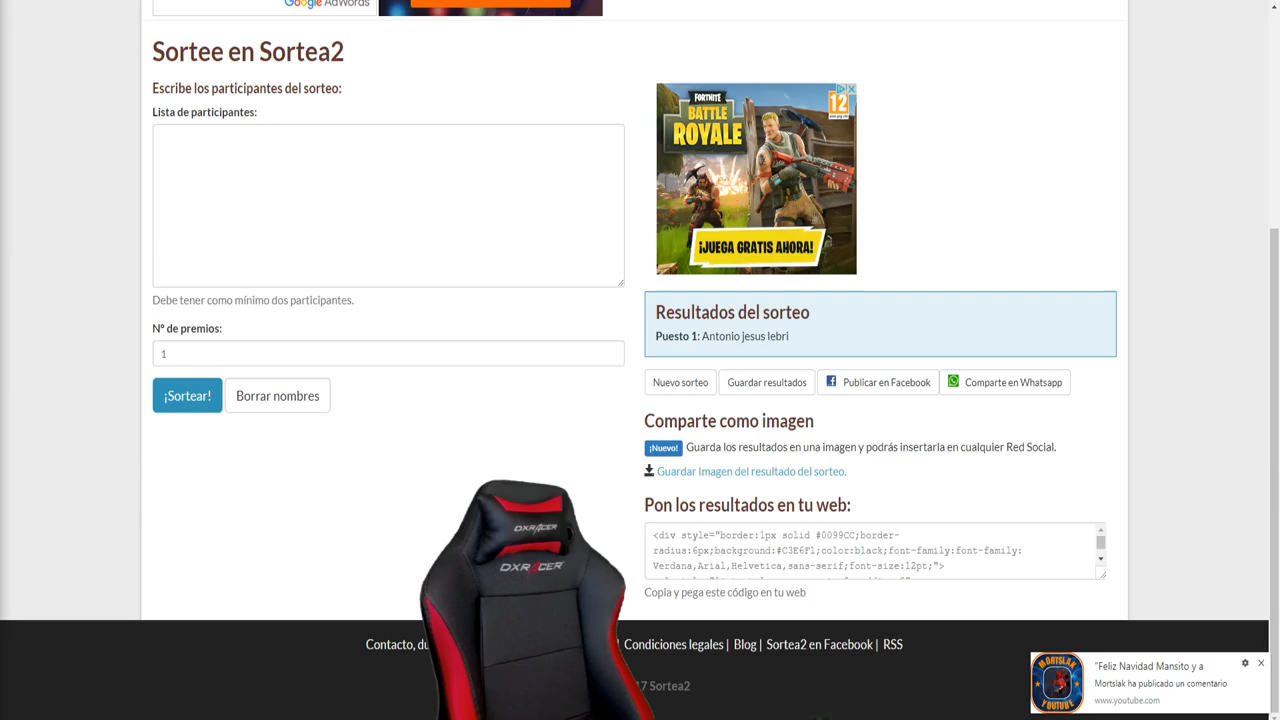 Google AdWords
Sortee en Sortea2
Escribe los participantes del sorteo:
Lista de participantes:
Debe tener como mínimo dos participantes.
Nº de premios:
1
¡Sortear!
Borrar nombres
FORTNITE
BATTLE
ROYALE
12
¡JUEGA GRATIS AHORA!
Resultados del sorteo
Puesto 1: Antonio jesus lebri
Nuevo sorteo
Guardar resultados
Publicar en Facebook
Comparte en Whatsapp
Comparte como imagen
¡Nuevo! Guarda los resultados en una imagen y podrás insertarla en cualquier Red Social.
Guardar Imagen del resultado del sorteo.
Pon los resultados en tu web:
<div style="border:1px solid #0099CC;border-
radius:6px;background:#C3E6F1;color:black;font-family:font-family:
Verdana,Arial,Helvetica,sans-serif;font-size:12pt;">
Copia y pega este código en tu web
DXRACER
DXRACER
Contacto, du
| Condiciones legales | Blog | Sortea2 en Facebook | RSS
17 Sortea2
MORTSLAK
YOUTUBE
"Feliz Navidad Mansito y a
Mortslak ha publicado un comentario
www.youtube.com